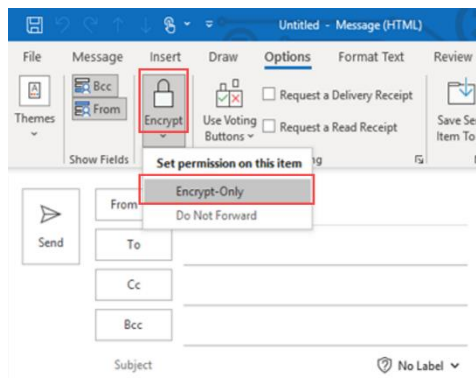 Untitled - Message (HTML)
File Message Insert Draw Options Format Text Review
Themes
Bcc
From
Show Fields
Encrypt
Use Voting
Buttons
Request a Delivery Receipt
Request a Read Receipt
Save Se
Item To
Set permission on this item
Encrypt-Only
Do Not Forward
Send
From
To
Cc
Bcc
Subject
No Label